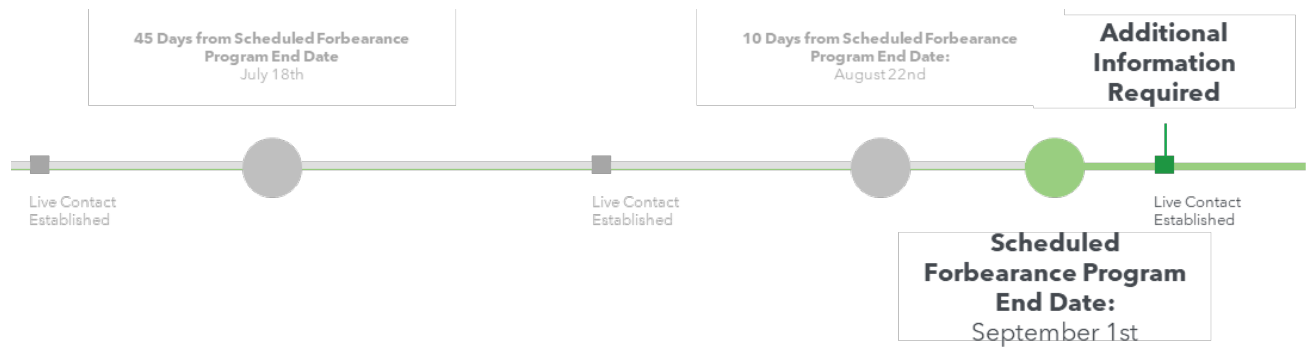 45 Days from Scheduled Forbearance
Program End Date
July 18th
10 Days from Scheduled Forbearance
Program End Date:
August 22nd
Additional
Information
Required
Live Contact
Established
Live Contact
Established
Live Contact
Established
Scheduled
Forbearance Program
End Date:
September 1st